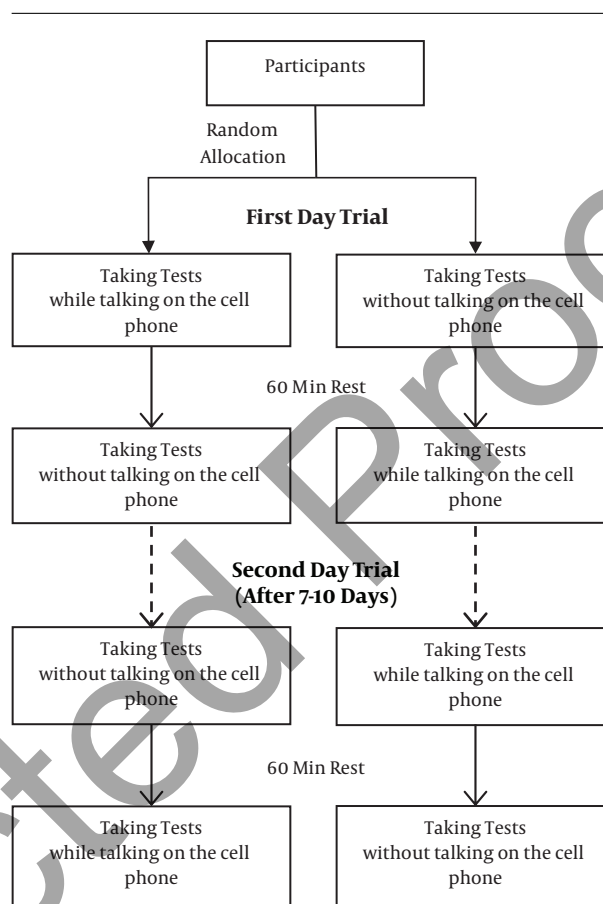 Participants
Random
Allocation
First Day Trial
Taking Tests
while talking on the cell
phone
Taking Tests
without talking on the cell
phone
60 Min Rest
Taking Tests
without talking on the cell
phone
Taking Tests
while talking on the cell
phone
Second Day Trial
(After 7-10 Days)
Taking Tests
without talking on the cell
phone
Taking Tests
while talking on the cell
phone
60 Min Rest
Taking Tests
while talking on the cell
phone
Taking Tests
without talking on the cell
phone
cted Proo